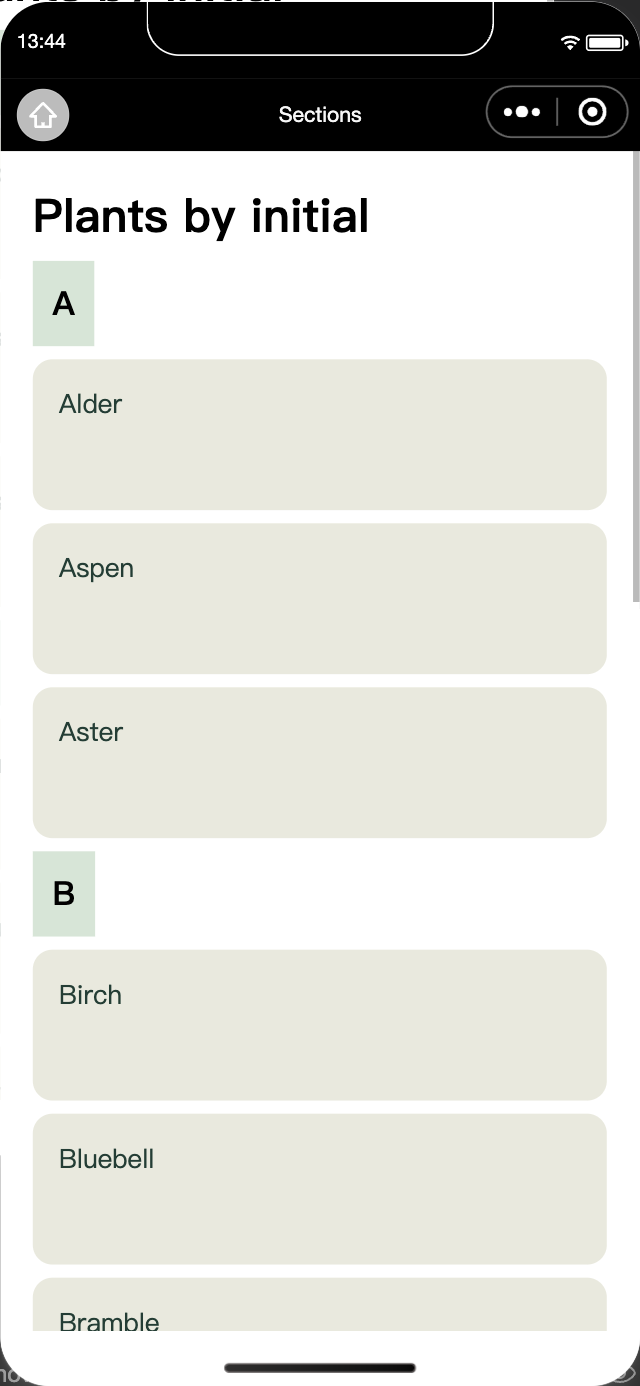 13:44
Sections
Plants by initial
A
Alder
Aspen
Aster
B
Birch
Bluebell
Bramble